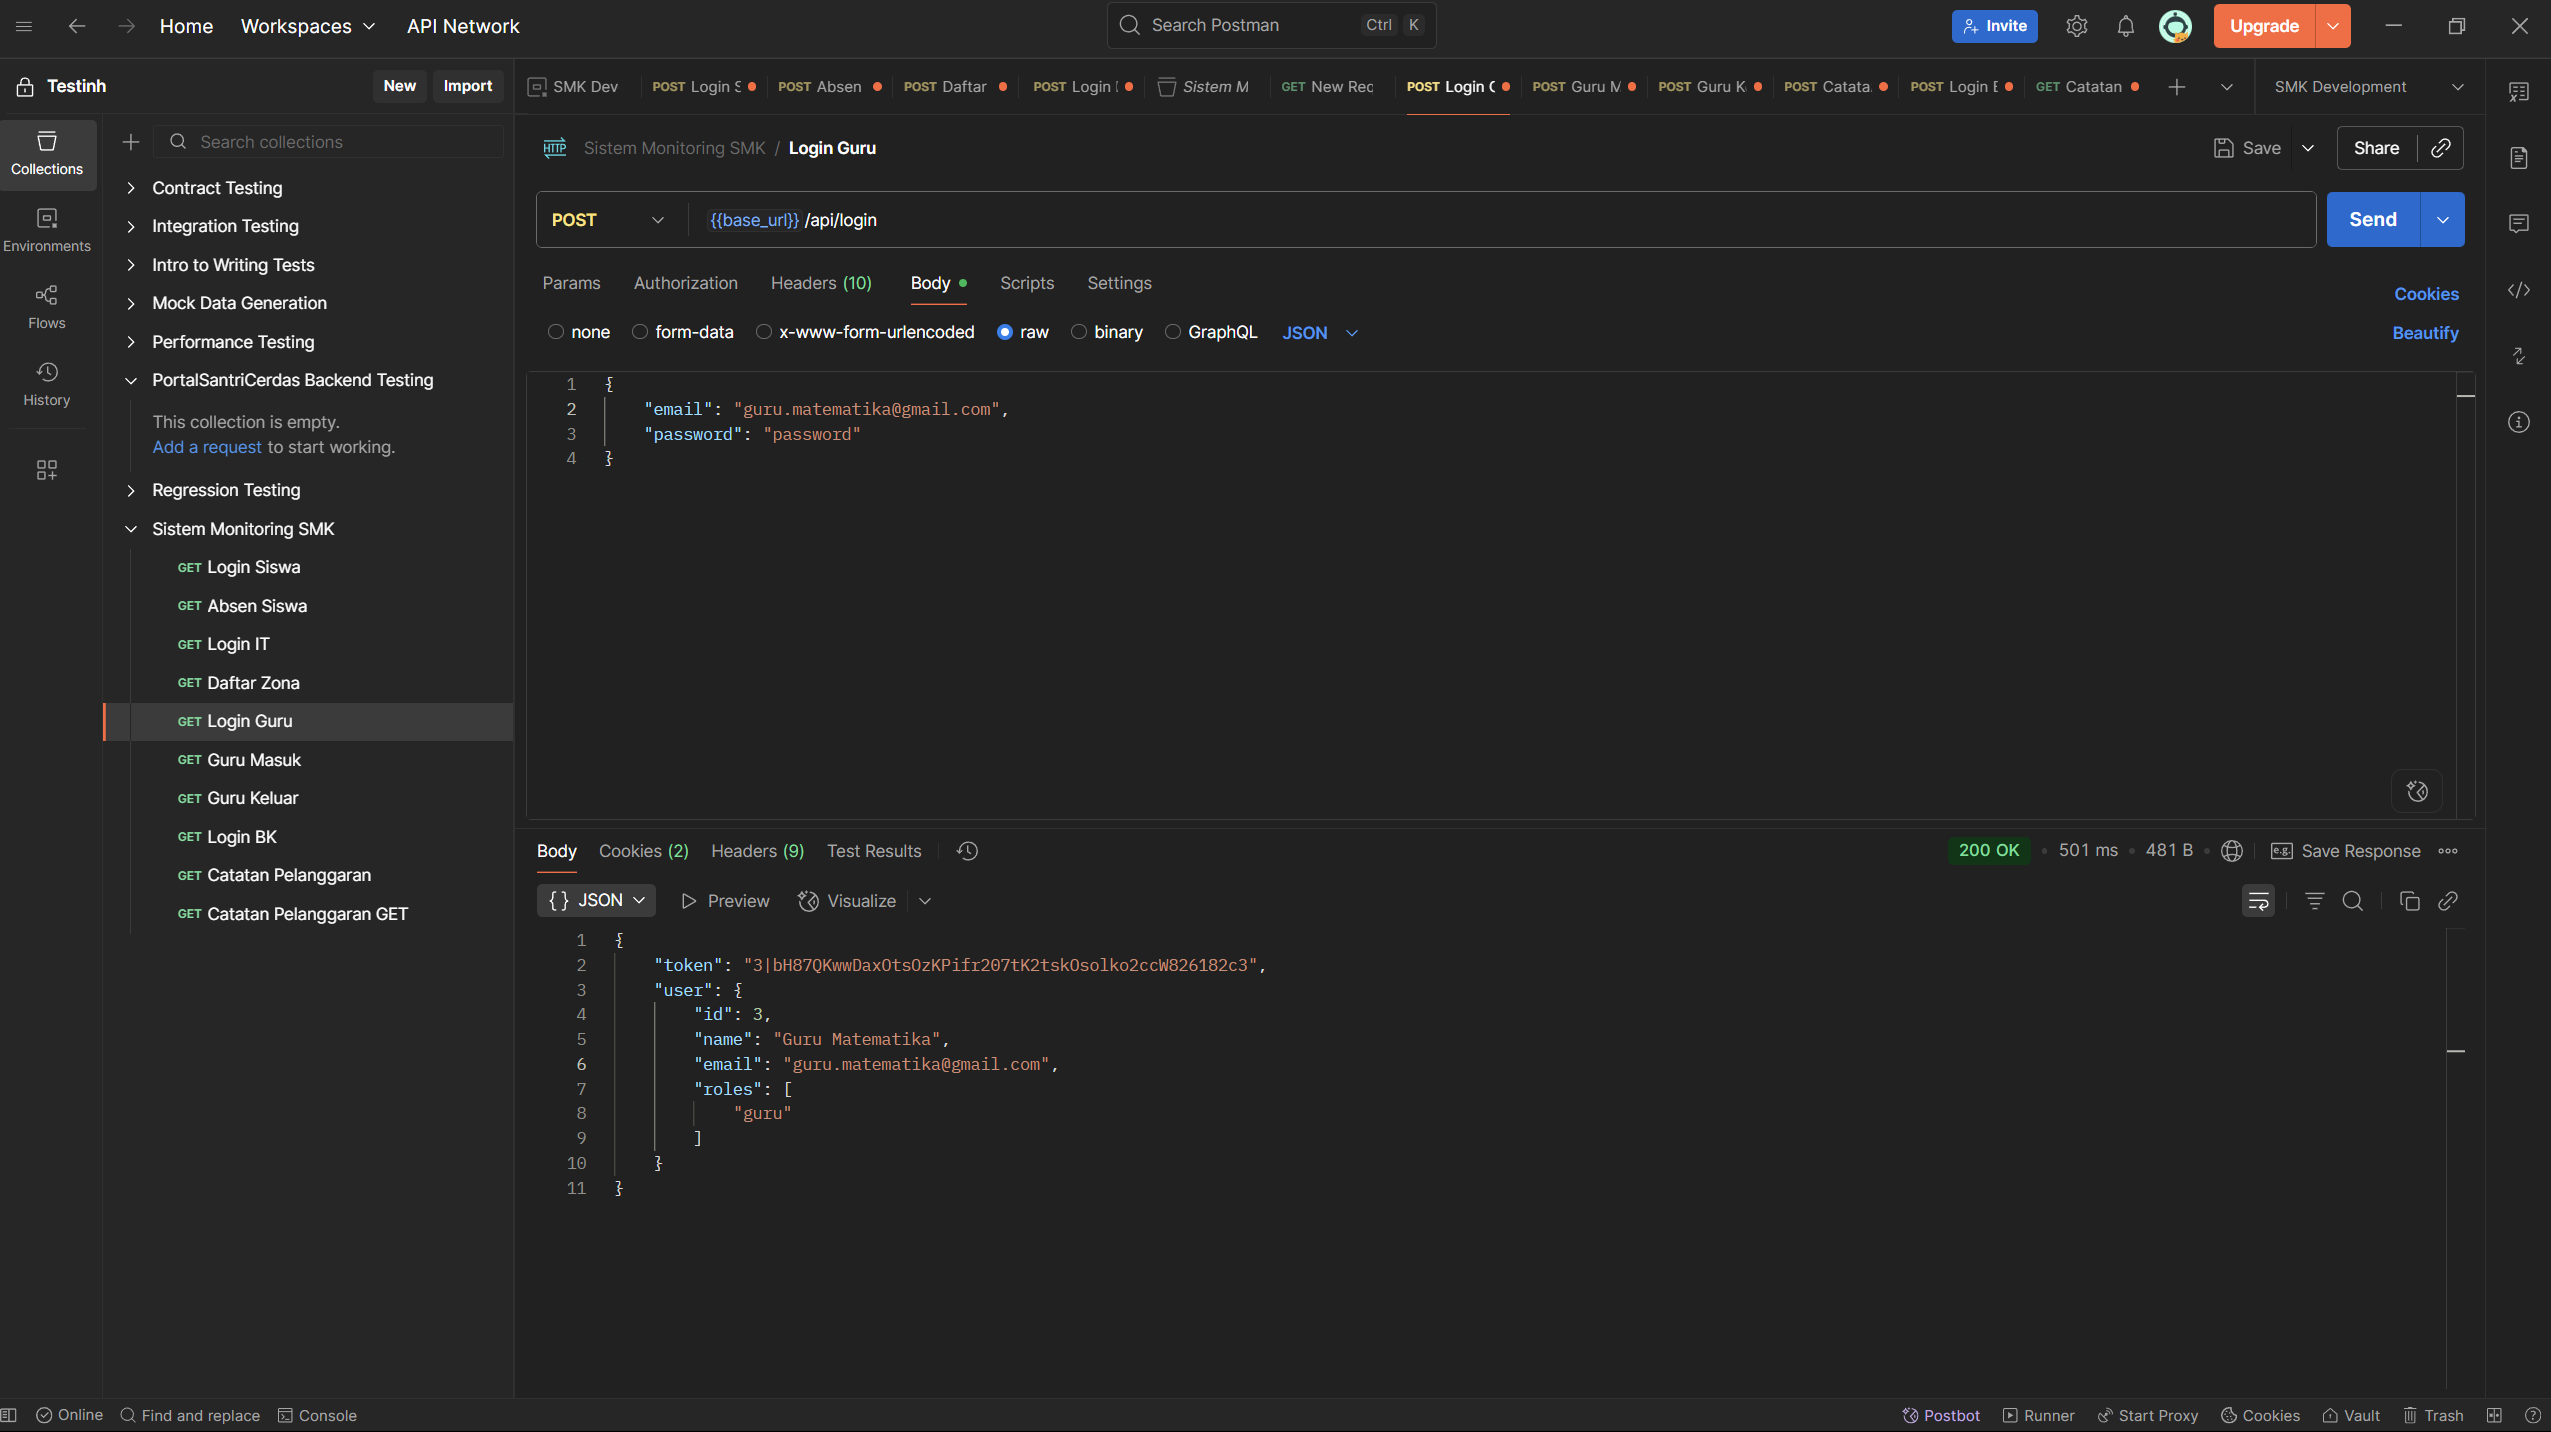 Home Workspaces API Network Search Postman Ctrl K Invite Upgrade
Testinh New Import
SMK Dev POST Login S POST Absen POST Daftar POST Login Sistem M GET New Rec POST Login POST Guru M POST Guru K POST Catata. POST Login GET Catatan SMK Development
Collections
Environments
Flows
History
Search collections
Contract Testing
Integration Testing
Intro to Writing Tests
Mock Data Generation
Performance Testing
PortalSantriCerdas Backend Testing
This collection is empty.
Add a request to start working.
Regression Testing
Sistem Monitoring SMK
GET Login Siswa
GET Absen Siswa
GET Login IT
GET Daftar Zona
GET Login Guru
GET Guru Masuk
GET Guru Keluar
GET Login BK
GET Catatan Pelanggaran
GET Catatan Pelanggaran GET
HTTP Sistem Monitoring SMK / Login Guru Save Share
POST {{base_url}} /api/login Send
Params Authorization Headers (10) Body Scripts Settings Cookies
none form-data x-www-form-urlencoded raw binary GraphQL JSON Beautify
1 {
2 "email": "guru.matematika@gmail.com",
3 "password": "password"
4 }
Body Cookies (2) Headers (9) Test Results 200 OK • 501 ms • 481 B • e.g. Save Response
{} JSON Preview Visualize
1 {
2 "token": "3|bH87QKwwDaxOtsOzKPifr207tK2tskOsolko2ccW826182c3",
3 "user": {
4 "id": 3,
5 "name": "Guru Matematika",
6 "email": "guru.matematika@gmail.com",
7 "roles": [
8 "guru"
9 ]
10 }
11 }
Online Find and replace Console Postbot Runner Start Proxy Cookies Vault Trash